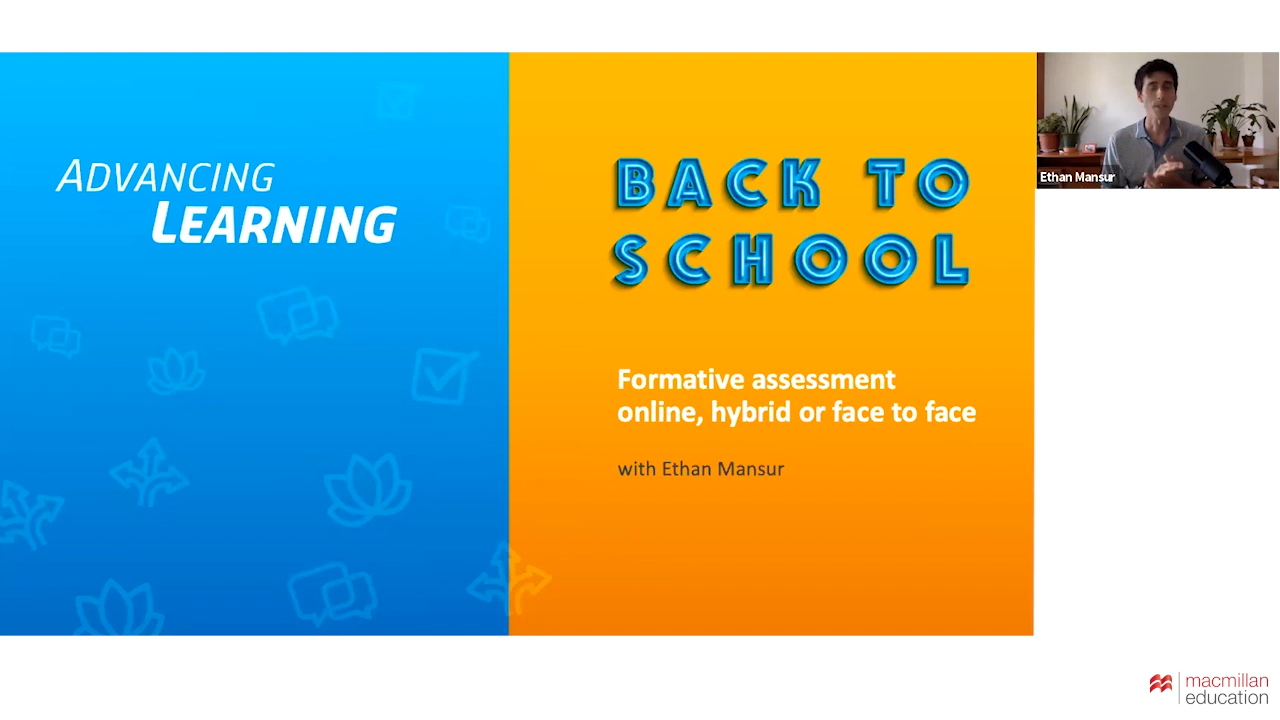 ADVANCING
LEARNING
BACK TO
SCHOOL
Formative assessment
online, hybrid or face to face
with Ethan Mansur
Ethan Mansur
macmillan
education